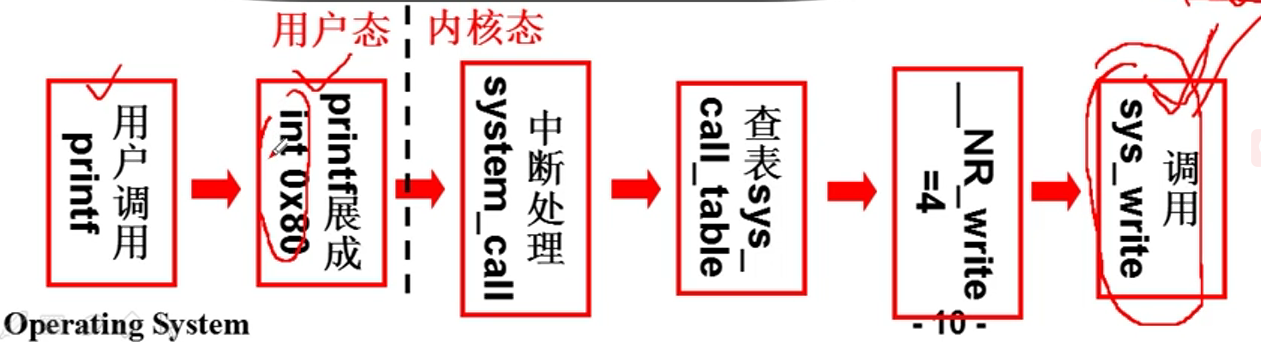 用户态
内核态
用户调用
printf
printf展成
int 0x80
中断处理
system_call
查表sys_
call_table
__NR_write
=4
调用
sys_write
Operating System
- 10 -